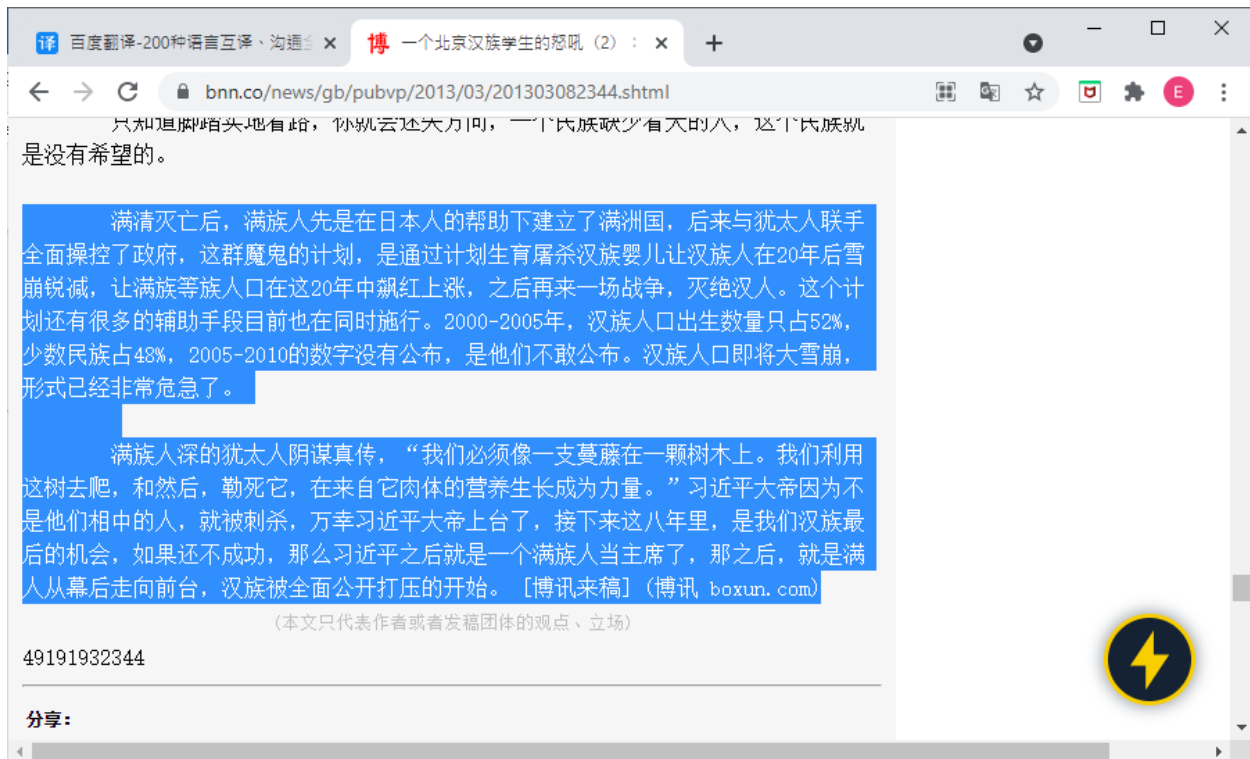 百度翻译-200种语言互译、沟通全
一个北京汉族学生的怒吼（2）：
bnn.co/news/gb/pubvp/2013/03/201303082344.shtml
E
只知道脚踏实地看路，你就会迷失方向，一个民族缺少看天的人，这个民族就
是没有希望的。
满清灭亡后，满族人先是在日本人的帮助下建立了满洲国，后来与犹太人联手
全面操控了政府，这群魔鬼的计划，是通过计划生育屠杀汉族婴儿让汉族人在20年后雪
崩锐减，让满族等族人口在这20年中飙红上涨，之后再来一场战争，灭绝汉人。这个计
划还有很多的辅助手段目前也在同时施行。2000-2005年，汉族人口出生数量只占52%，
少数民族占48%，2005-2010的数字没有公布，是他们不敢公布。汉族人口即将大雪崩，
形式已经非常危急了。
满族人深的犹太人阴谋真传，“我们必须像一支蔓藤在一颗树木上。我们利用
这树去爬，和然后，勒死它，在来自它肉体的营养生长成为力量。”习近平大帝因为不
是他们相中的人，就被刺杀，万幸习近平大帝上台了，接下来这八年里，是我们汉族最
后的机会，如果还不成功，那么习近平之后就是一个满族人当主席了，那之后，就是满
人从幕后走向前台，汉族被全面公开打压的开始。 [博讯来稿] (博讯 boxun.com)
(本文只代表作者或者发稿团体的观点、立场)
49191932344
分享：